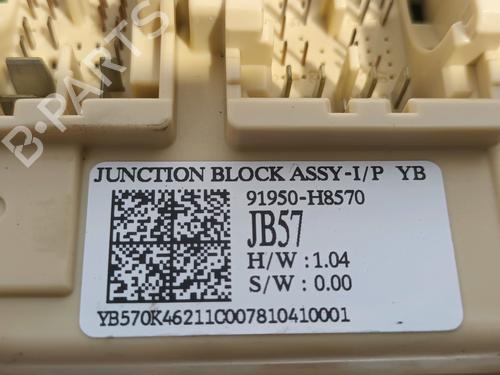 B-PARTS
JUNCTION BLOCK ASSY-I/P YB
91950-H8570
JB57
H/W : 1.04
S/W : 0.00
YB570K46211C007810410001